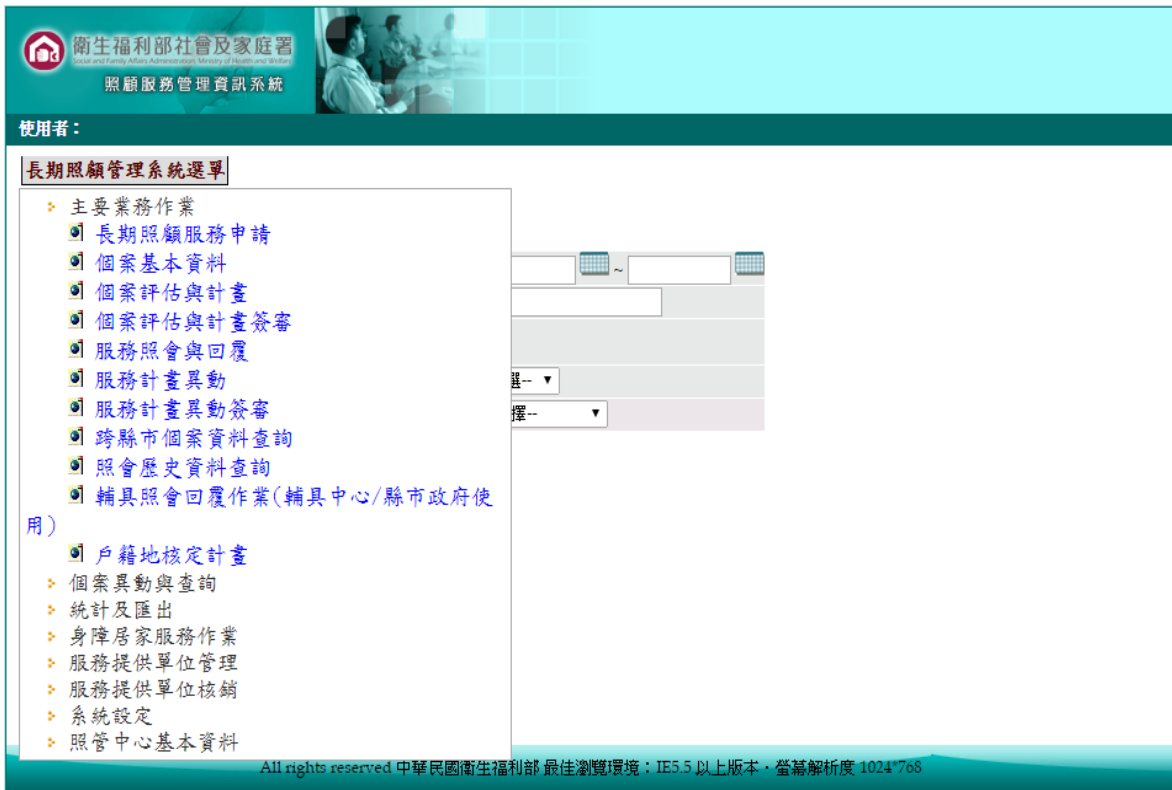 衛生福利部社會及家庭署
Social and Family Affairs Administration, Ministry of Health and Welfare
照顧服務管理資訊系統
使用者：
長期照顧管理系統選單
主要業務作業
長期照顧服務申請
個案基本資料
~
個案評估與計畫
個案評估與計畫簽審
服務照會與回覆
服務計畫異動
選--
服務計畫異動簽審
擇--
跨縣市個案資料查詢
照會歷史資料查詢
輔具照會回覆作業(輔具中心/縣市政府使
用)
戶籍地核定計畫
個案異動與查詢
統計及匯出
身障居家服務作業
服務提供單位管理
服務提供單位核銷
系統設定
照管中心基本資料
All rights reserved 中華民國衛生福利部 最佳瀏覽環境：IE5.5 以上版本．螢幕解析度 1024*768